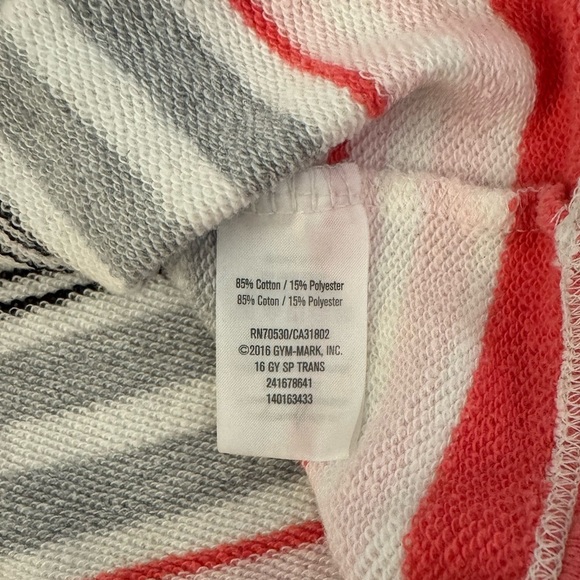 85% Cotton / 15% Polyester
85% Coton / 15% Polyester
RN70530/CA31802
©2016 GYM-MARK, INC.
16 GY SP TRANS
241678641
140163433